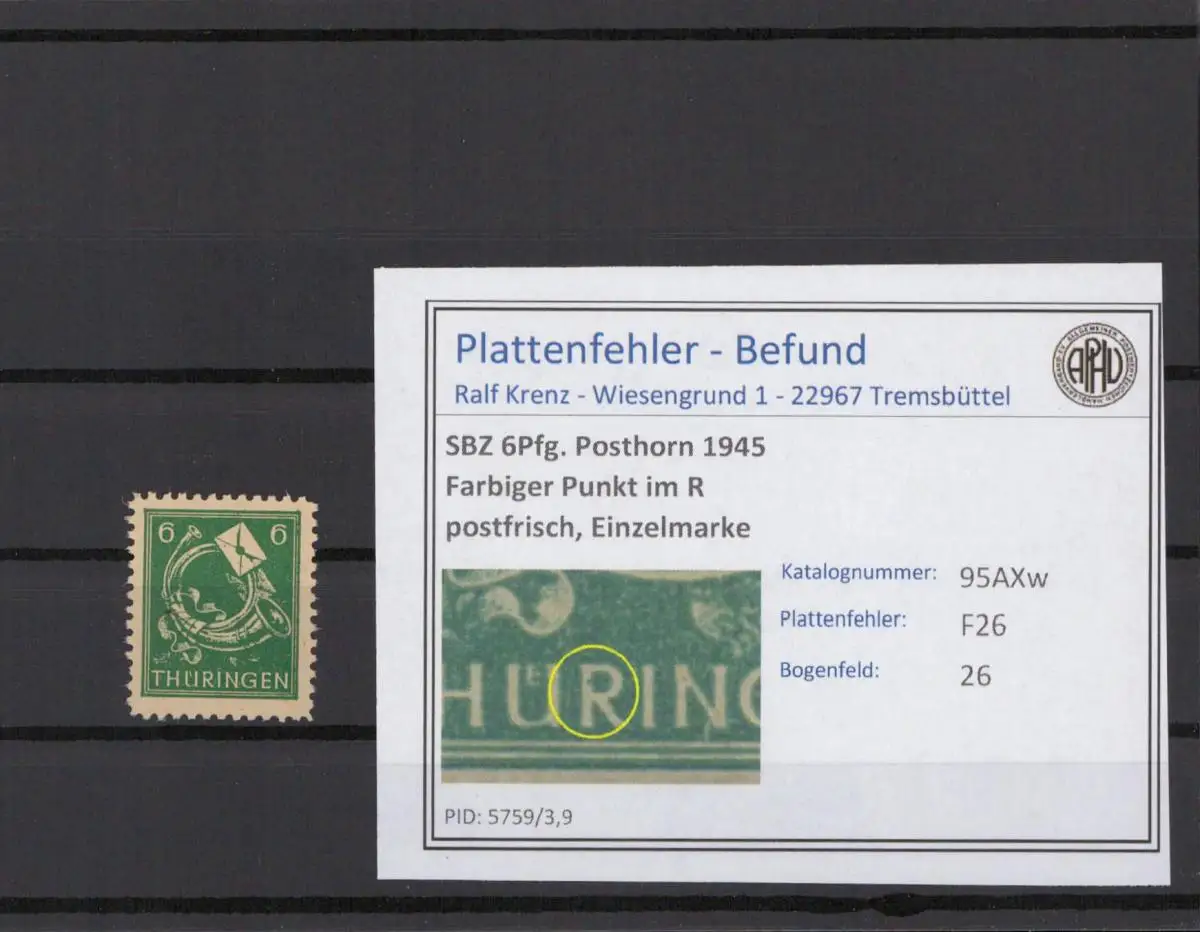 6 6
THÜRINGEN
Plattenfehler - Befund
Ralf Krenz - Wiesengrund 1 - 22967 Tremsbüttel
APHV
SBZ 6Pfg. Posthorn 1945
Farbiger Punkt im R
postfrisch, Einzelmarke
HÜRING
Katalognummer: 95AXw
Plattenfehler: F26
Bogenfeld: 26
PID: 5759/3,9